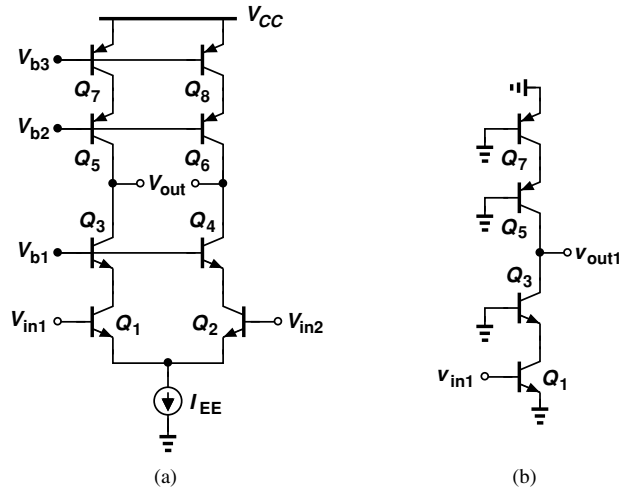 V_CC
V_b3
Q_7
Q_8
V_b2
Q_5
Q_6
V_out
Q_3
Q_4
V_b1
V_in1
Q_1
Q_2
V_in2
I_EE
(a)
Q_7
Q_5
v_out1
Q_3
v_in1
Q_1
(b)